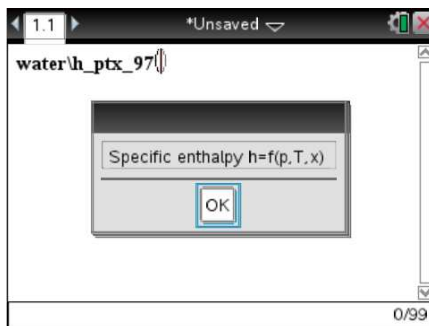 1.1
*Unsaved
water\h_ptx_97()
Specific enthalpy h=f(p,T,x)
OK
0/99